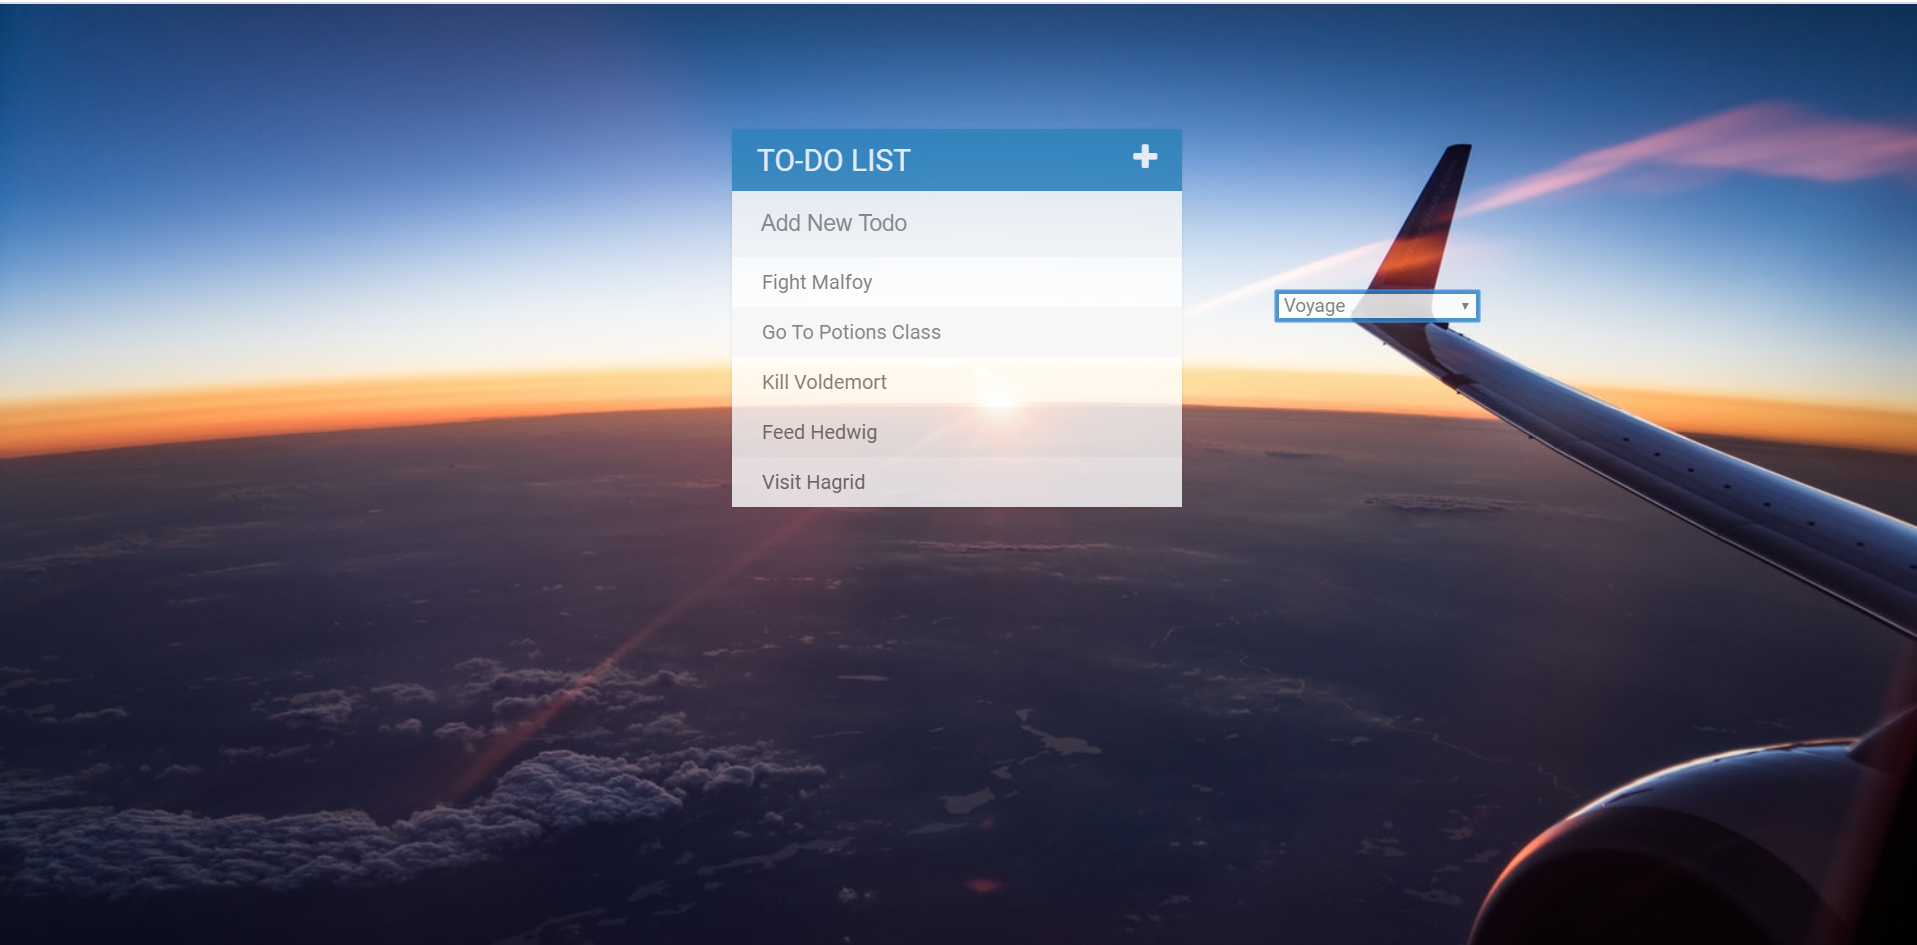 TO-DO LIST
Add New Todo
Fight Malfoy
Go To Potions Class
Kill Voldemort
Feed Hedwig
Visit Hagrid
Voyage